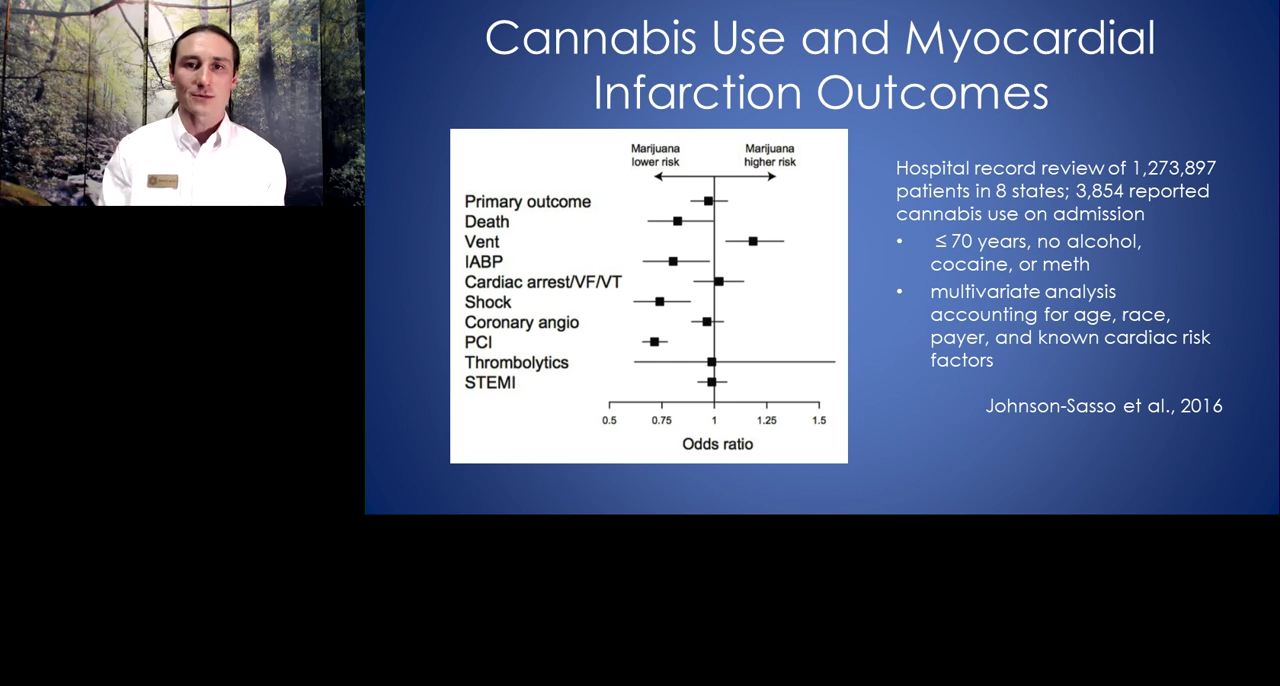 Cannabis Use and Myocardial
Infarction Outcomes
Marijuana
lower risk
Marijuana
higher risk
Primary outcome
Death
Vent
IABP
Cardiac arrest/VF/VT
Shock
Coronary angio
PCI
Thrombolytics
STEMI
0.5 0.75 1 1.25 1.5
Odds ratio
Hospital record review of 1,273,897
patients in 8 states; 3,854 reported
cannabis use on admission
• ≤ 70 years, no alcohol,
cocaine, or meth
• multivariate analysis
accounting for age, race,
payer, and known cardiac risk
factors
Johnson-Sasso et al., 2016